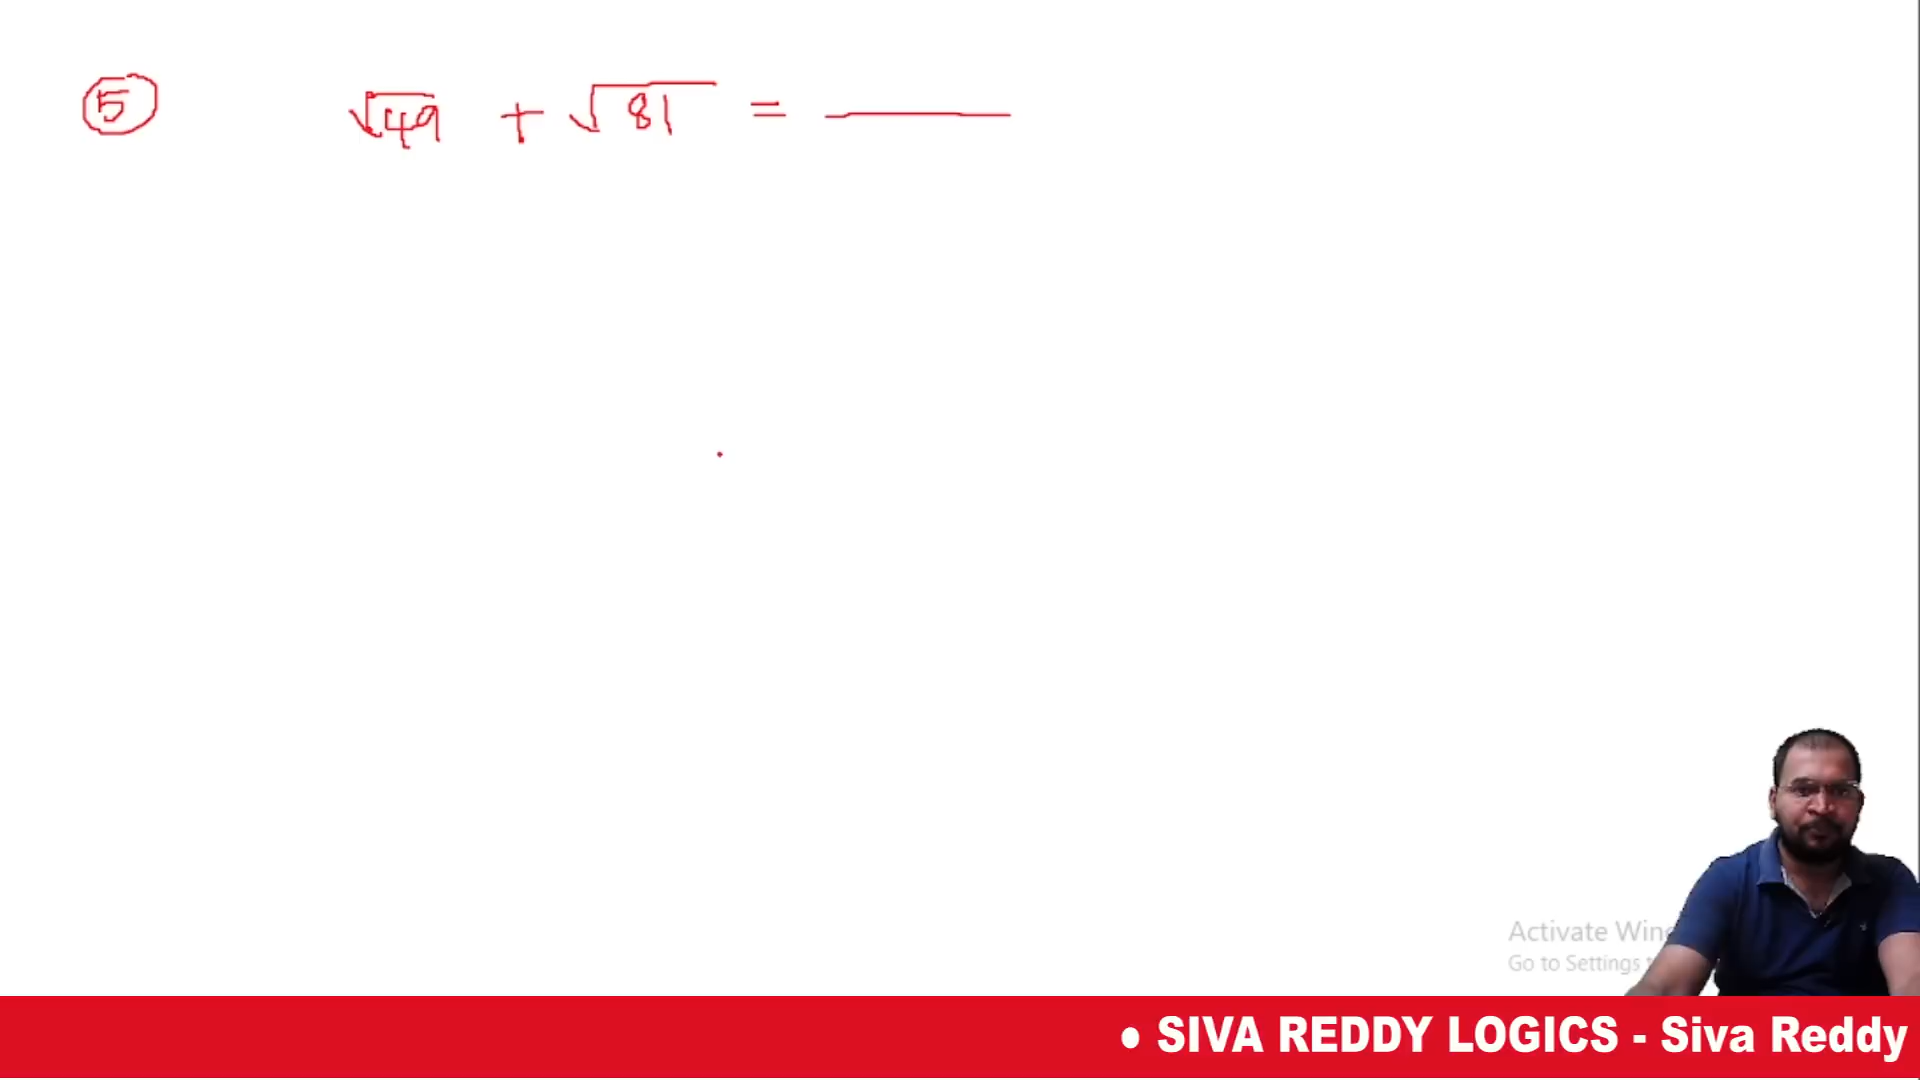 5 √49 + √81 = ______
Activate Win
Go to Settings t
• SIVA REDDY LOGICS - Siva Reddy